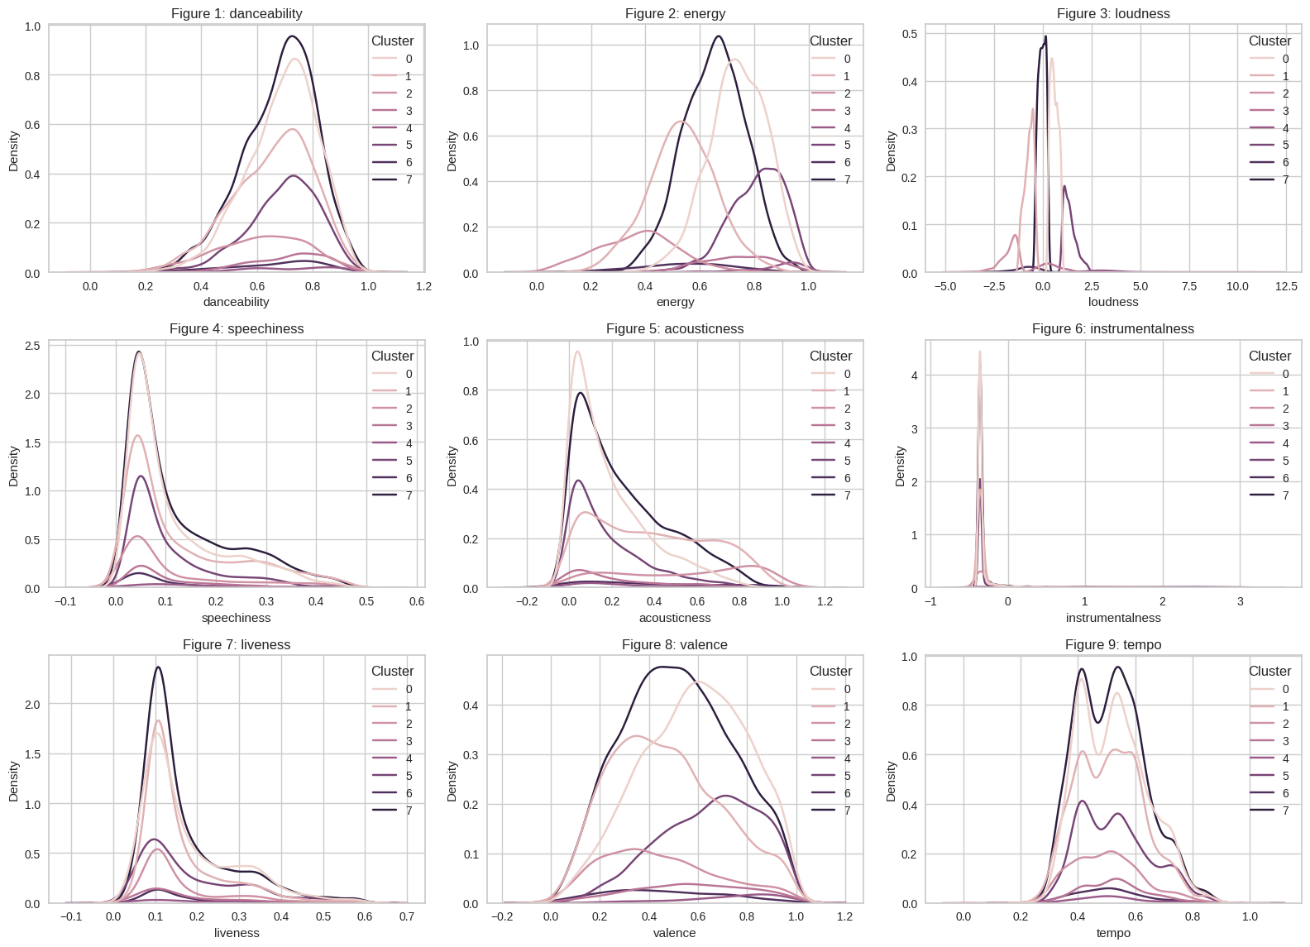 Figure 1: danceability
Density
1.0
0.8
0.6
0.4
0.2
0.0
0.0 0.2 0.4 0.6 0.8 1.0 1.2
danceability
Cluster
0
1
2
3
4
5
6
7
Figure 2: energy
Density
1.0
0.8
0.6
0.4
0.2
0.0
0.0 0.2 0.4 0.6 0.8 1.0
energy
Cluster
0
1
2
3
4
5
6
7
Figure 3: loudness
Density
0.5
0.4
0.3
0.2
0.1
0.0
−5.0 −2.5 0.0 2.5 5.0 7.5 10.0 12.5
loudness
Cluster
0
1
2
3
4
5
6
7
Figure 4: speechiness
Density
2.5
2.0
1.5
1.0
0.5
0.0
−0.1 0.0 0.1 0.2 0.3 0.4 0.5 0.6
speechiness
Cluster
0
1
2
3
4
5
6
7
Figure 5: acousticness
Density
1.0
0.8
0.6
0.4
0.2
0.0
−0.2 0.0 0.2 0.4 0.6 0.8 1.0 1.2
acousticness
Cluster
0
1
2
3
4
5
6
7
Figure 6: instrumentalness
Density
4
3
2
1
0
−1 0 1 2 3
instrumentalness
Cluster
0
1
2
3
4
5
6
7
Figure 7: liveness
Density
2.0
1.5
1.0
0.5
0.0
−0.1 0.0 0.1 0.2 0.3 0.4 0.5 0.6 0.7
liveness
Cluster
0
1
2
3
4
5
6
7
Figure 8: valence
Density
0.4
0.3
0.2
0.1
0.0
−0.2 0.0 0.2 0.4 0.6 0.8 1.0 1.2
valence
Cluster
0
1
2
3
4
5
6
7
Figure 9: tempo
Density
1.0
0.8
0.6
0.4
0.2
0.0
0.0 0.2 0.4 0.6 0.8 1.0
tempo
Cluster
0
1
2
3
4
5
6
7